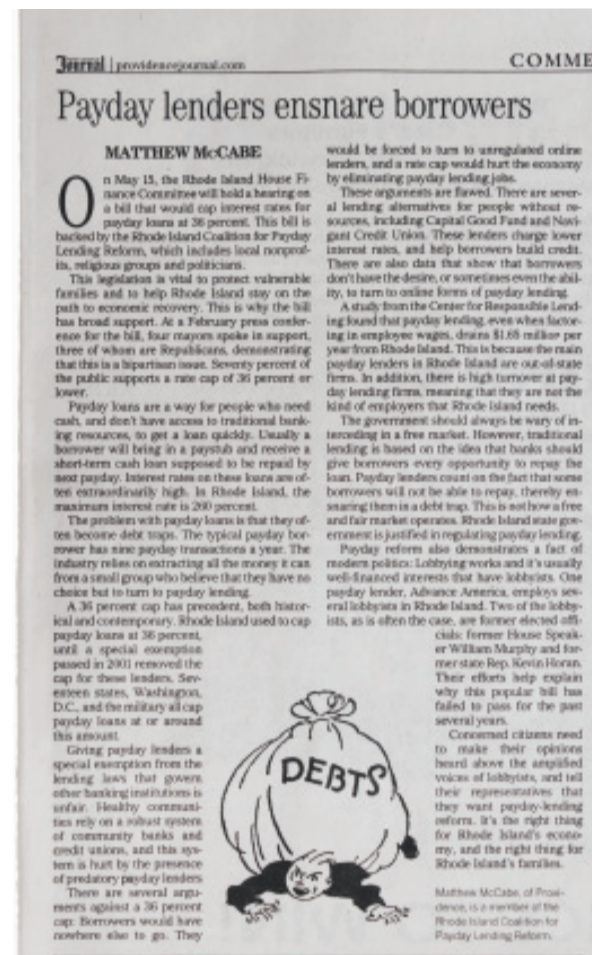 Journal | providencejournal.com
COMME
Payday lenders ensnare borrowers
MATTHEW McCABE
On May 15, the Rhode Island House Fi-
nance Committee will hold a hearing on
a bill that would cap interest rates for
payday loans at 36 percent. This bill is
backed by the Rhode Island Coalition for Payday
Lending Reform, which includes local nonprof-
its, religious groups and politicians.
This legislation is vital to protect vulnerable
families and to help Rhode Island stay on the
path to economic recovery. This is why the bill
has broad support. At a February press confer-
ence for the bill, four mayors spoke in support,
three of whom are Republicans, demonstrating
that this is a bipartisan issue. Seventy percent of
the public supports a rate cap of 36 percent or
lower.
Payday loans are a way for people who need
cash, and don't have access to traditional bank-
ing resources, to get a loan quickly. Usually a
borrower will bring in a paystub and receive a
short-term cash loan supposed to be repaid by
next payday. Interest rates on these loans are of-
ten extraordinarily high. In Rhode Island, the
maximum interest rate is 260 percent.
The problem with payday loans is that they of-
ten become debt traps. The typical payday bor-
rower has nine payday transactions a year. The
industry relies on extracting all the money it can
from a small group who believe that they have no
choice but to turn to payday lending.
A 36 percent cap has precedent, both histor-
ical and contemporary. Rhode Island used to cap
payday loans at 36 percent,
until a special exemption
passed in 2001 removed the
cap for these lenders. Sev-
enteen states, Washington,
D.C., and the military all cap
payday loans at or around
this amount.
Giving payday lenders a
special exemption from the
lending laws that govern
other banking institutions is
unfair. Healthy communi-
ties rely on a robust system
of community banks and
credit unions, and this sys-
tem is hurt by the presence
of predatory payday lenders
There are several argu-
ments against a 36 percent
cap: Borrowers would have
nowhere else to go. They
would be forced to turn to unregulated online
lenders, and a rate cap would hurt the economy
by eliminating payday lending jobs.
These arguments are flawed. There are sever-
al lending alternatives for people without re-
sources, including Capital Good Fund and Navi-
gant Credit Union. These lenders charge lower
interest rates, and help borrowers build credit.
There are also data that show that borrowers
don't have the desire, or sometimes even the abil-
ity, to turn to online forms of payday lending.
A study from the Center for Responsible Lend-
ing found that payday lending, even when factor-
ing in employee wages, drains $1.68 million per
year from Rhode Island. This is because the main
payday lenders in Rhode Island are out-of-state
firms. In addition, there is high turnover at pay-
day lending firms, meaning that they are not the
kind of employers that Rhode Island needs.
The government should always be wary of in-
terceding in a free market. However, traditional
lending is based on the idea that banks should
give borrowers every opportunity to repay the
loan. Payday lenders count on the fact that some
borrowers will not be able to repay, thereby en-
snaring them in a debt trap. This is not how a free
and fair market operates. Rhode Island state gov-
ernment is justified in regulating payday lending.
Payday reform also demonstrates a fact of
modern politics: Lobbying works and it's usually
well-financed interests that have lobbyists. One
payday lender, Advance America, employs sev-
eral lobbyists in Rhode Island. Two of the lobby-
ists, as is often the case, are former elected offi-
cials: former House Speak-
er William Murphy and for-
mer state Rep. Kevin Horan.
Their efforts help explain
why this popular bill has
failed to pass for the past
several years.
Concerned citizens need
to make their opinions
heard above the amplified
voices of lobbyists, and tell
their representatives that
they want payday-lending
reform. It's the right thing
for Rhode Island's econo-
my, and the right thing for
Rhode Island's families.
Matthew McCabe, of Provi-
dence, is a member of the
Rhode Island Coalition for
Payday Lending Reform.
DEBTS